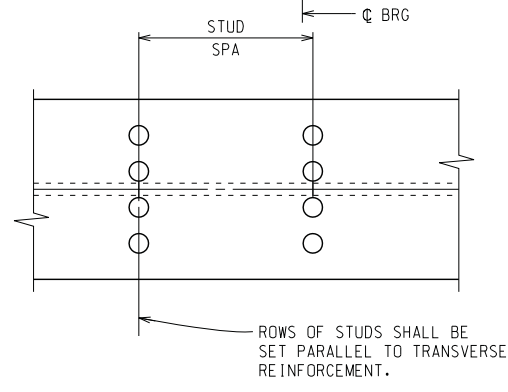 ℄ BRG
STUD
SPA
ROWS OF STUDS SHALL BE
SET PARALLEL TO TRANSVERSE
REINFORCEMENT.